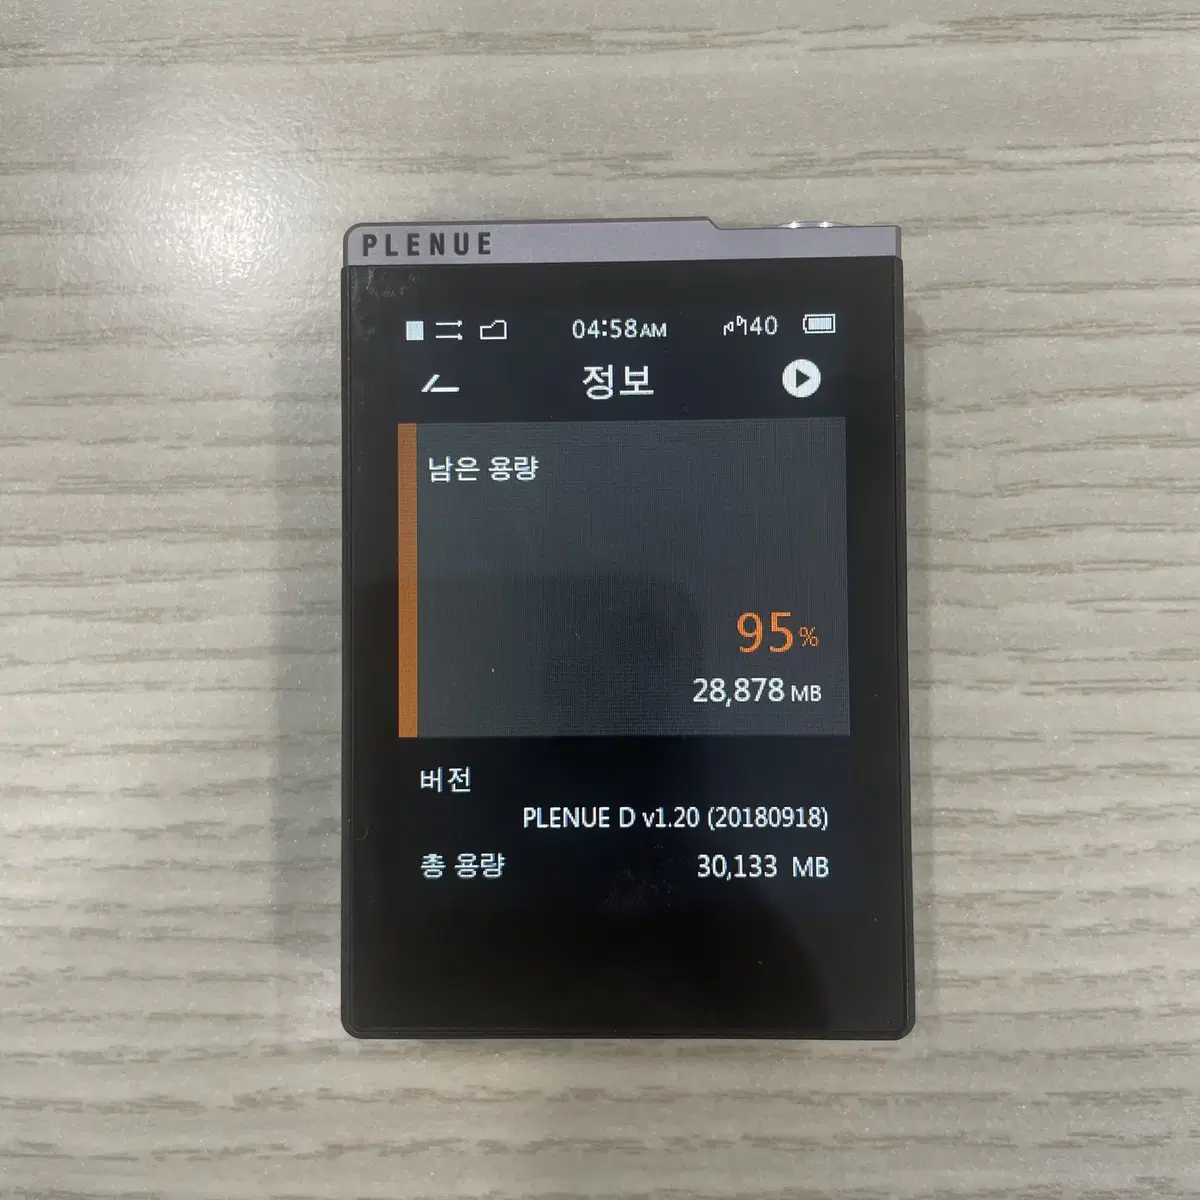 PLENUE
04:58AM 40
정보
남은 용량
95%
28,878 MB
버전
PLENUE D v1.20 (20180918)
총 용량 30,133 MB